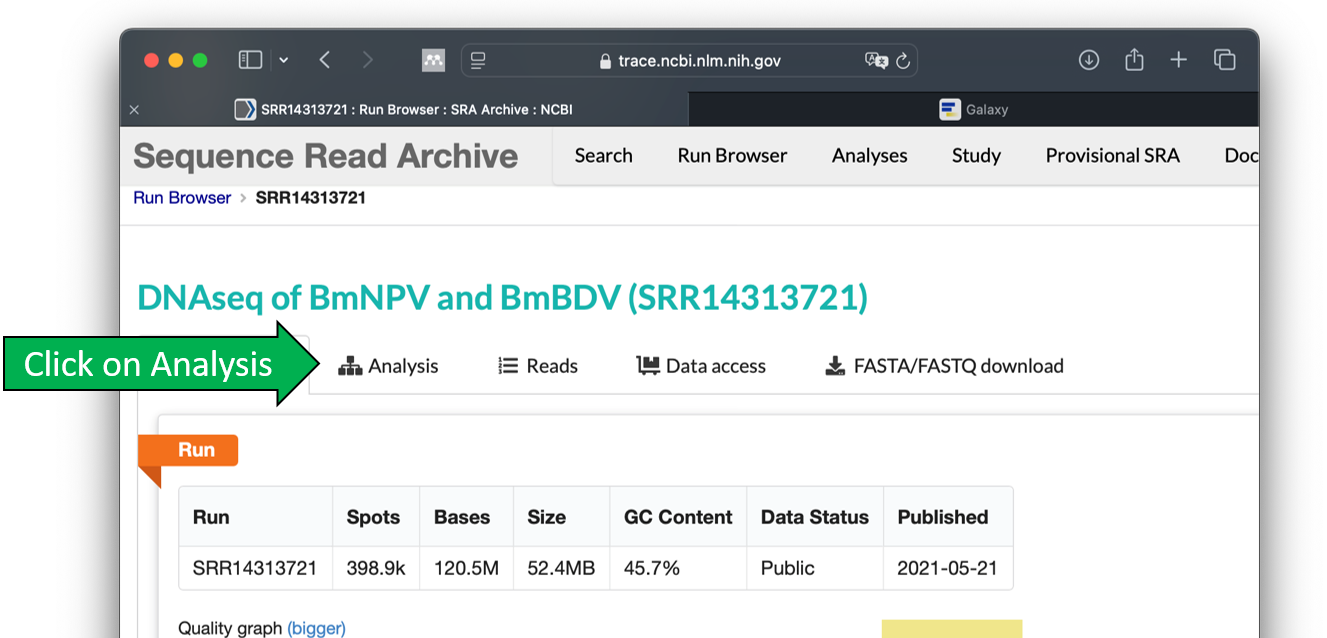 trace.ncbi.nlm.nih.gov
SRR14313721 : Run Browser : SRA Archive : NCBI
Galaxy
Sequence Read Archive
Search Run Browser Analyses Study Provisional SRA Doc
Run Browser > SRR14313721
DNAseq of BmNPV and BmBDV (SRR14313721)
Click on Analysis
Analysis Reads Data access FASTA/FASTQ download
Run
Run Spots Bases Size GC Content Data Status Published
SRR14313721 398.9k 120.5M 52.4MB 45.7% Public 2021-05-21
Quality graph (bigger)